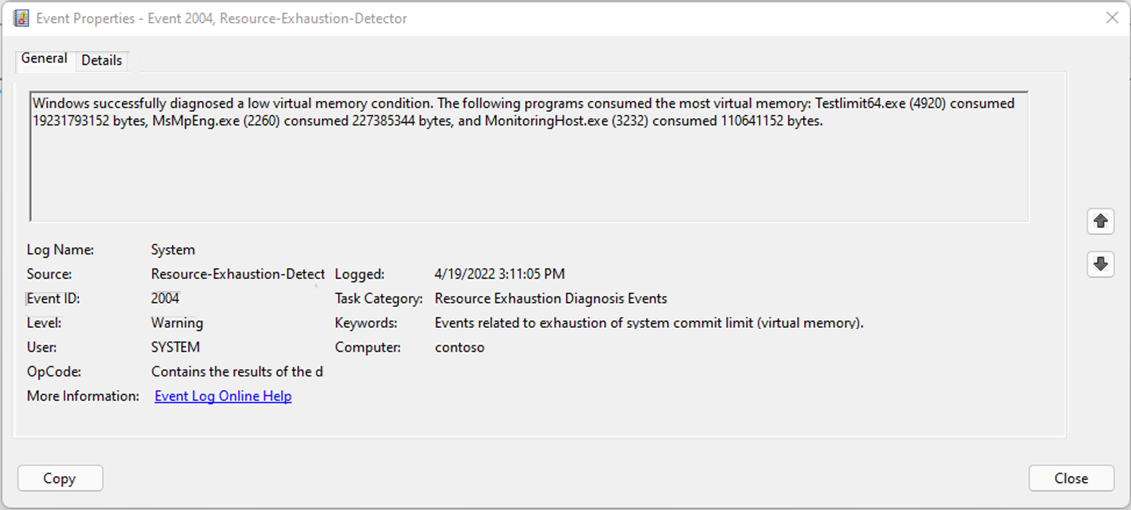 Event Properties - Event 2004, Resource-Exhaustion-Detector
General Details
Windows successfully diagnosed a low virtual memory condition. The following programs consumed the most virtual memory: Testlimit64.exe (4920) consumed
19231793152 bytes, MsMpEng.exe (2260) consumed 227385344 bytes, and MonitoringHost.exe (3232) consumed 110641152 bytes.
Log Name: System
Source: Resource-Exhaustion-Detect Logged: 4/19/2022 3:11:05 PM
Event ID: 2004 Task Category: Resource Exhaustion Diagnosis Events
Level: Warning Keywords: Events related to exhaustion of system commit limit (virtual memory).
User: SYSTEM Computer: contoso
OpCode: Contains the results of the d
More Information: Event Log Online Help
Copy Close